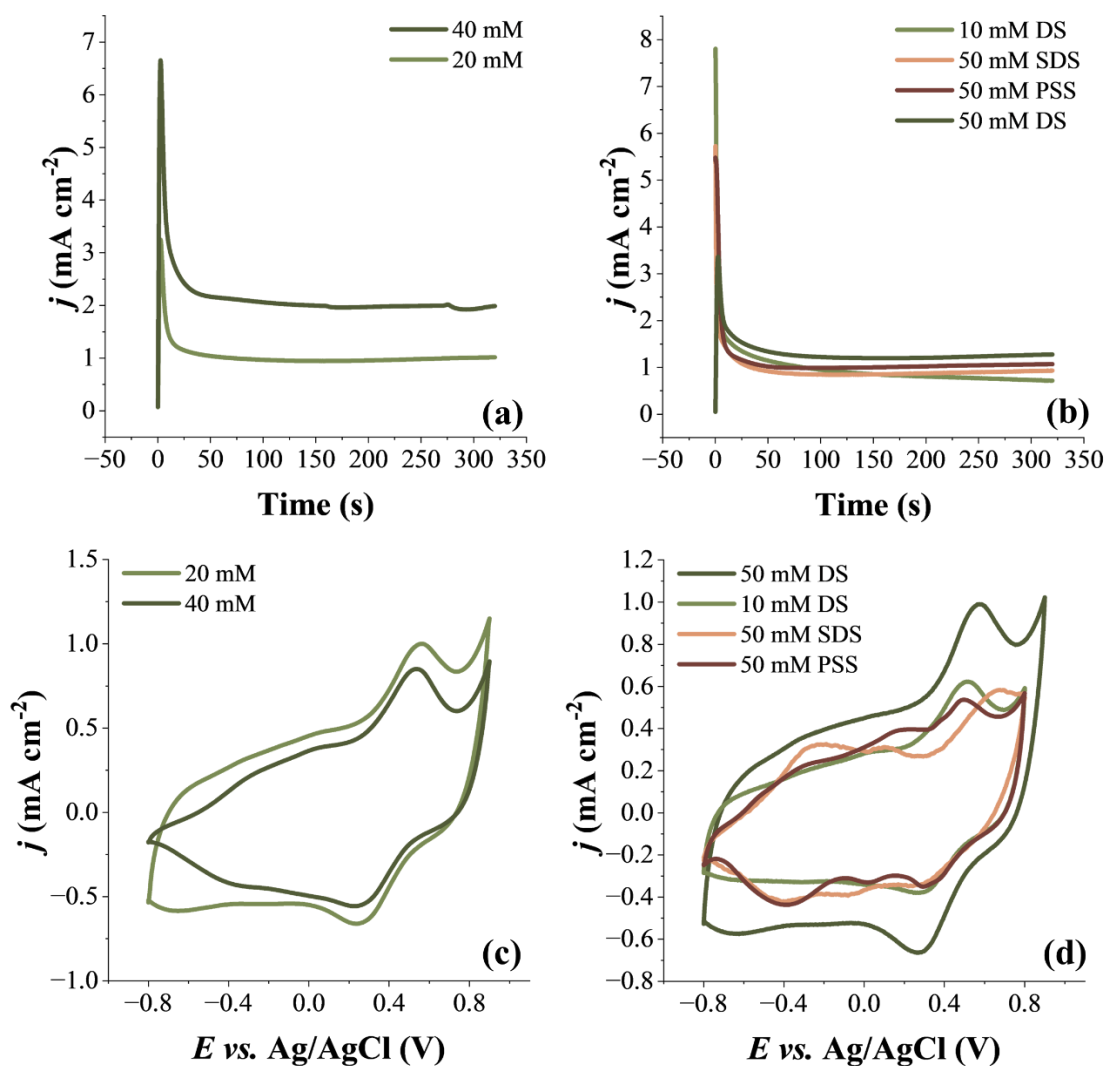 40 mM
20 mM
7
6
5
4
3
2
1
0
j (mA cm-2)
−50 0 50 100 150 200 250 300 350
Time (s)
(a)
10 mM DS
50 mM SDS
50 mM PSS
50 mM DS
8
7
6
5
4
3
2
1
0
j (mA cm-2)
−50 0 50 100 150 200 250 300 350
Time (s)
(b)
20 mM
40 mM
1.5
1.0
0.5
0.0
−0.5
−1.0
j (mA cm-2)
−0.8 −0.4 0.0 0.4 0.8
E vs. Ag/AgCl (V)
(c)
50 mM DS
10 mM DS
50 mM SDS
50 mM PSS
1.2
1.0
0.8
0.6
0.4
0.2
0.0
−0.2
−0.4
−0.6
−0.8
j (mA cm-2)
−0.8 −0.4 0.0 0.4 0.8
E vs. Ag/AgCl (V)
(d)